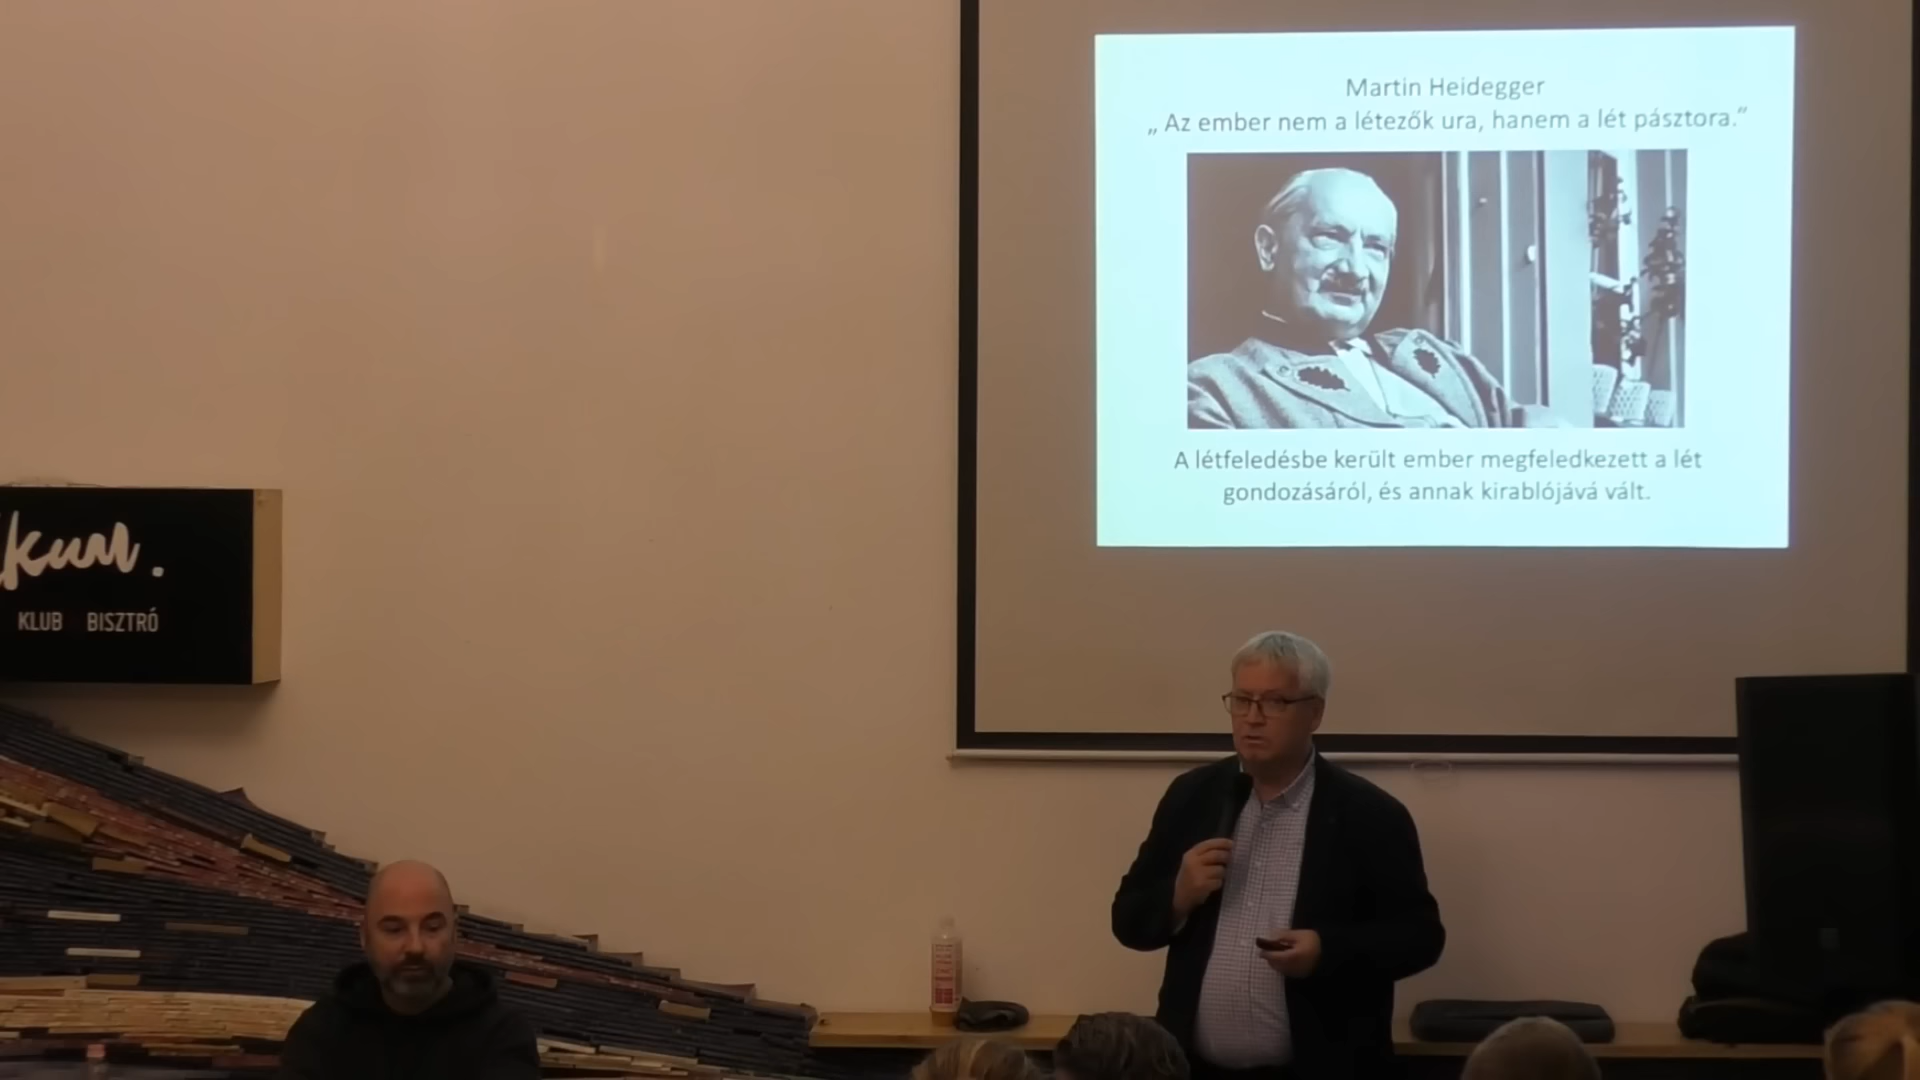 Martin Heidegger
„ Az ember nem a létezők ura, hanem a lét pásztora.”
A létfeledésbe került ember megfeledkezett a lét
gondozásáról, és annak kirablójává vált.
kum.
KLUB BISZTRÓ